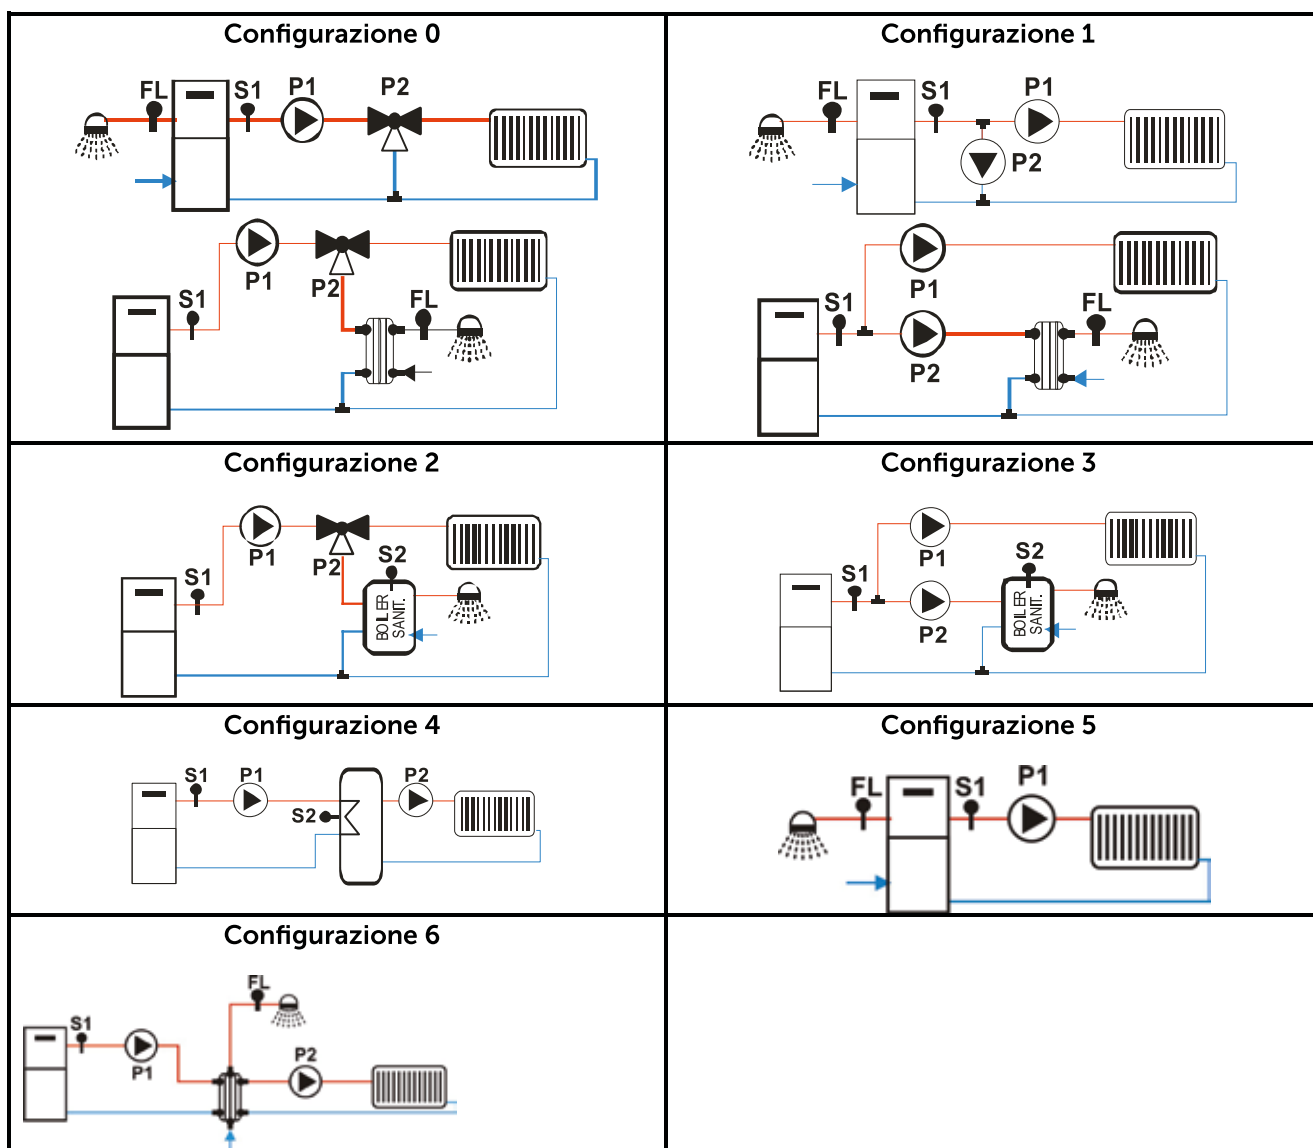 Configurazione 0
FL S1 P1 P2
P1 P2
S1 FL
Configurazione 1
FL S1 P1
P2
P1
S1 FL
P2
Configurazione 2
P1 P2
S1 S2
BOILER
SANIT.
Configurazione 3
P1
S1 S2
P2
BOILER
SANIT.
Configurazione 4
S1 P1 P2
S2
Configurazione 5
FL S1 P1
Configurazione 6
FL
S1 P1 P2